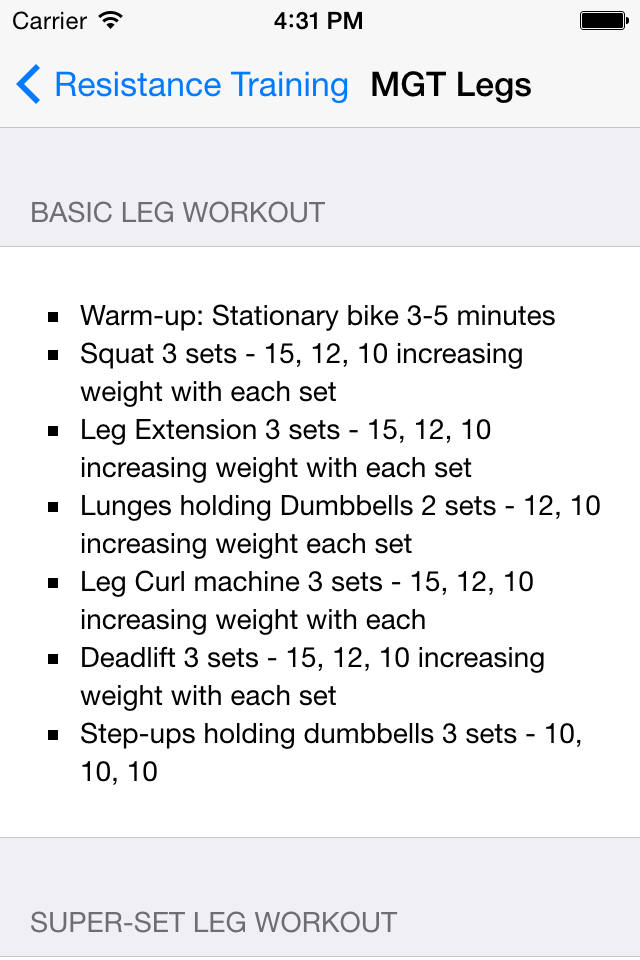 Carrier 4:31 PM
Resistance Training MGT Legs
BASIC LEG WORKOUT
Warm-up: Stationary bike 3-5 minutes
Squat 3 sets - 15, 12, 10 increasing
weight with each set
Leg Extension 3 sets - 15, 12, 10
increasing weight with each set
Lunges holding Dumbbells 2 sets - 12, 10
increasing weight each set
Leg Curl machine 3 sets - 15, 12, 10
increasing weight with each
Deadlift 3 sets - 15, 12, 10 increasing
weight with each set
Step-ups holding dumbbells 3 sets - 10,
10, 10
SUPER-SET LEG WORKOUT